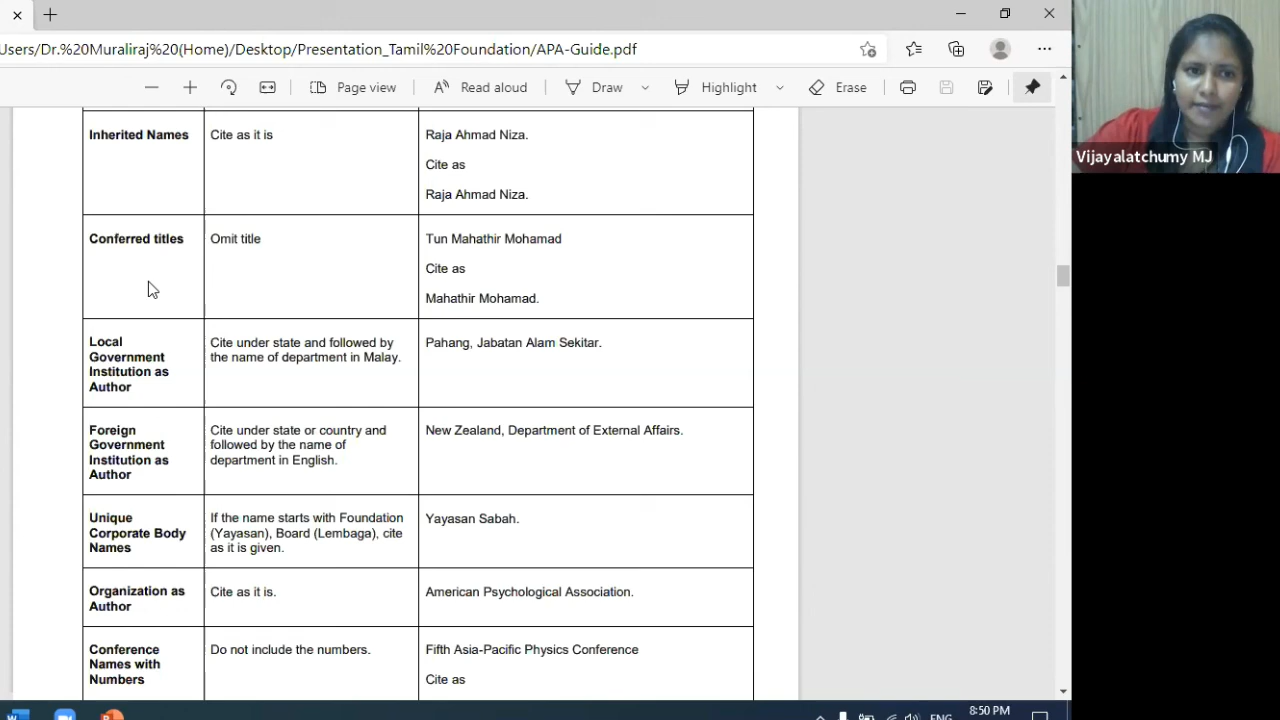 Users/Dr.%20Muraliraj%20(Home)/Desktop/Presentation_Tamil%20Foundation/APA-Guide.pdf
Page view
Read aloud
Draw
Highlight
Erase
Vijayalatchumy MJ
Inherited Names
Cite as it is
Raja Ahmad Niza.
Cite as
Raja Ahmad Niza.
Conferred titles
Omit title
Tun Mahathir Mohamad
Cite as
Mahathir Mohamad.
Local
Government
Institution as
Author
Cite under state and followed by
the name of department in Malay.
Pahang, Jabatan Alam Sekitar.
Foreign
Government
Institution as
Author
Cite under state or country and
followed by the name of
department in English.
New Zealand, Department of External Affairs.
Unique
Corporate Body
Names
If the name starts with Foundation
(Yayasan), Board (Lembaga), cite
as it is given.
Yayasan Sabah.
Organization as
Author
Cite as it is.
American Psychological Association.
Conference
Names with
Numbers
Do not include the numbers.
Fifth Asia-Pacific Physics Conference
Cite as
ENG
8:50 PM